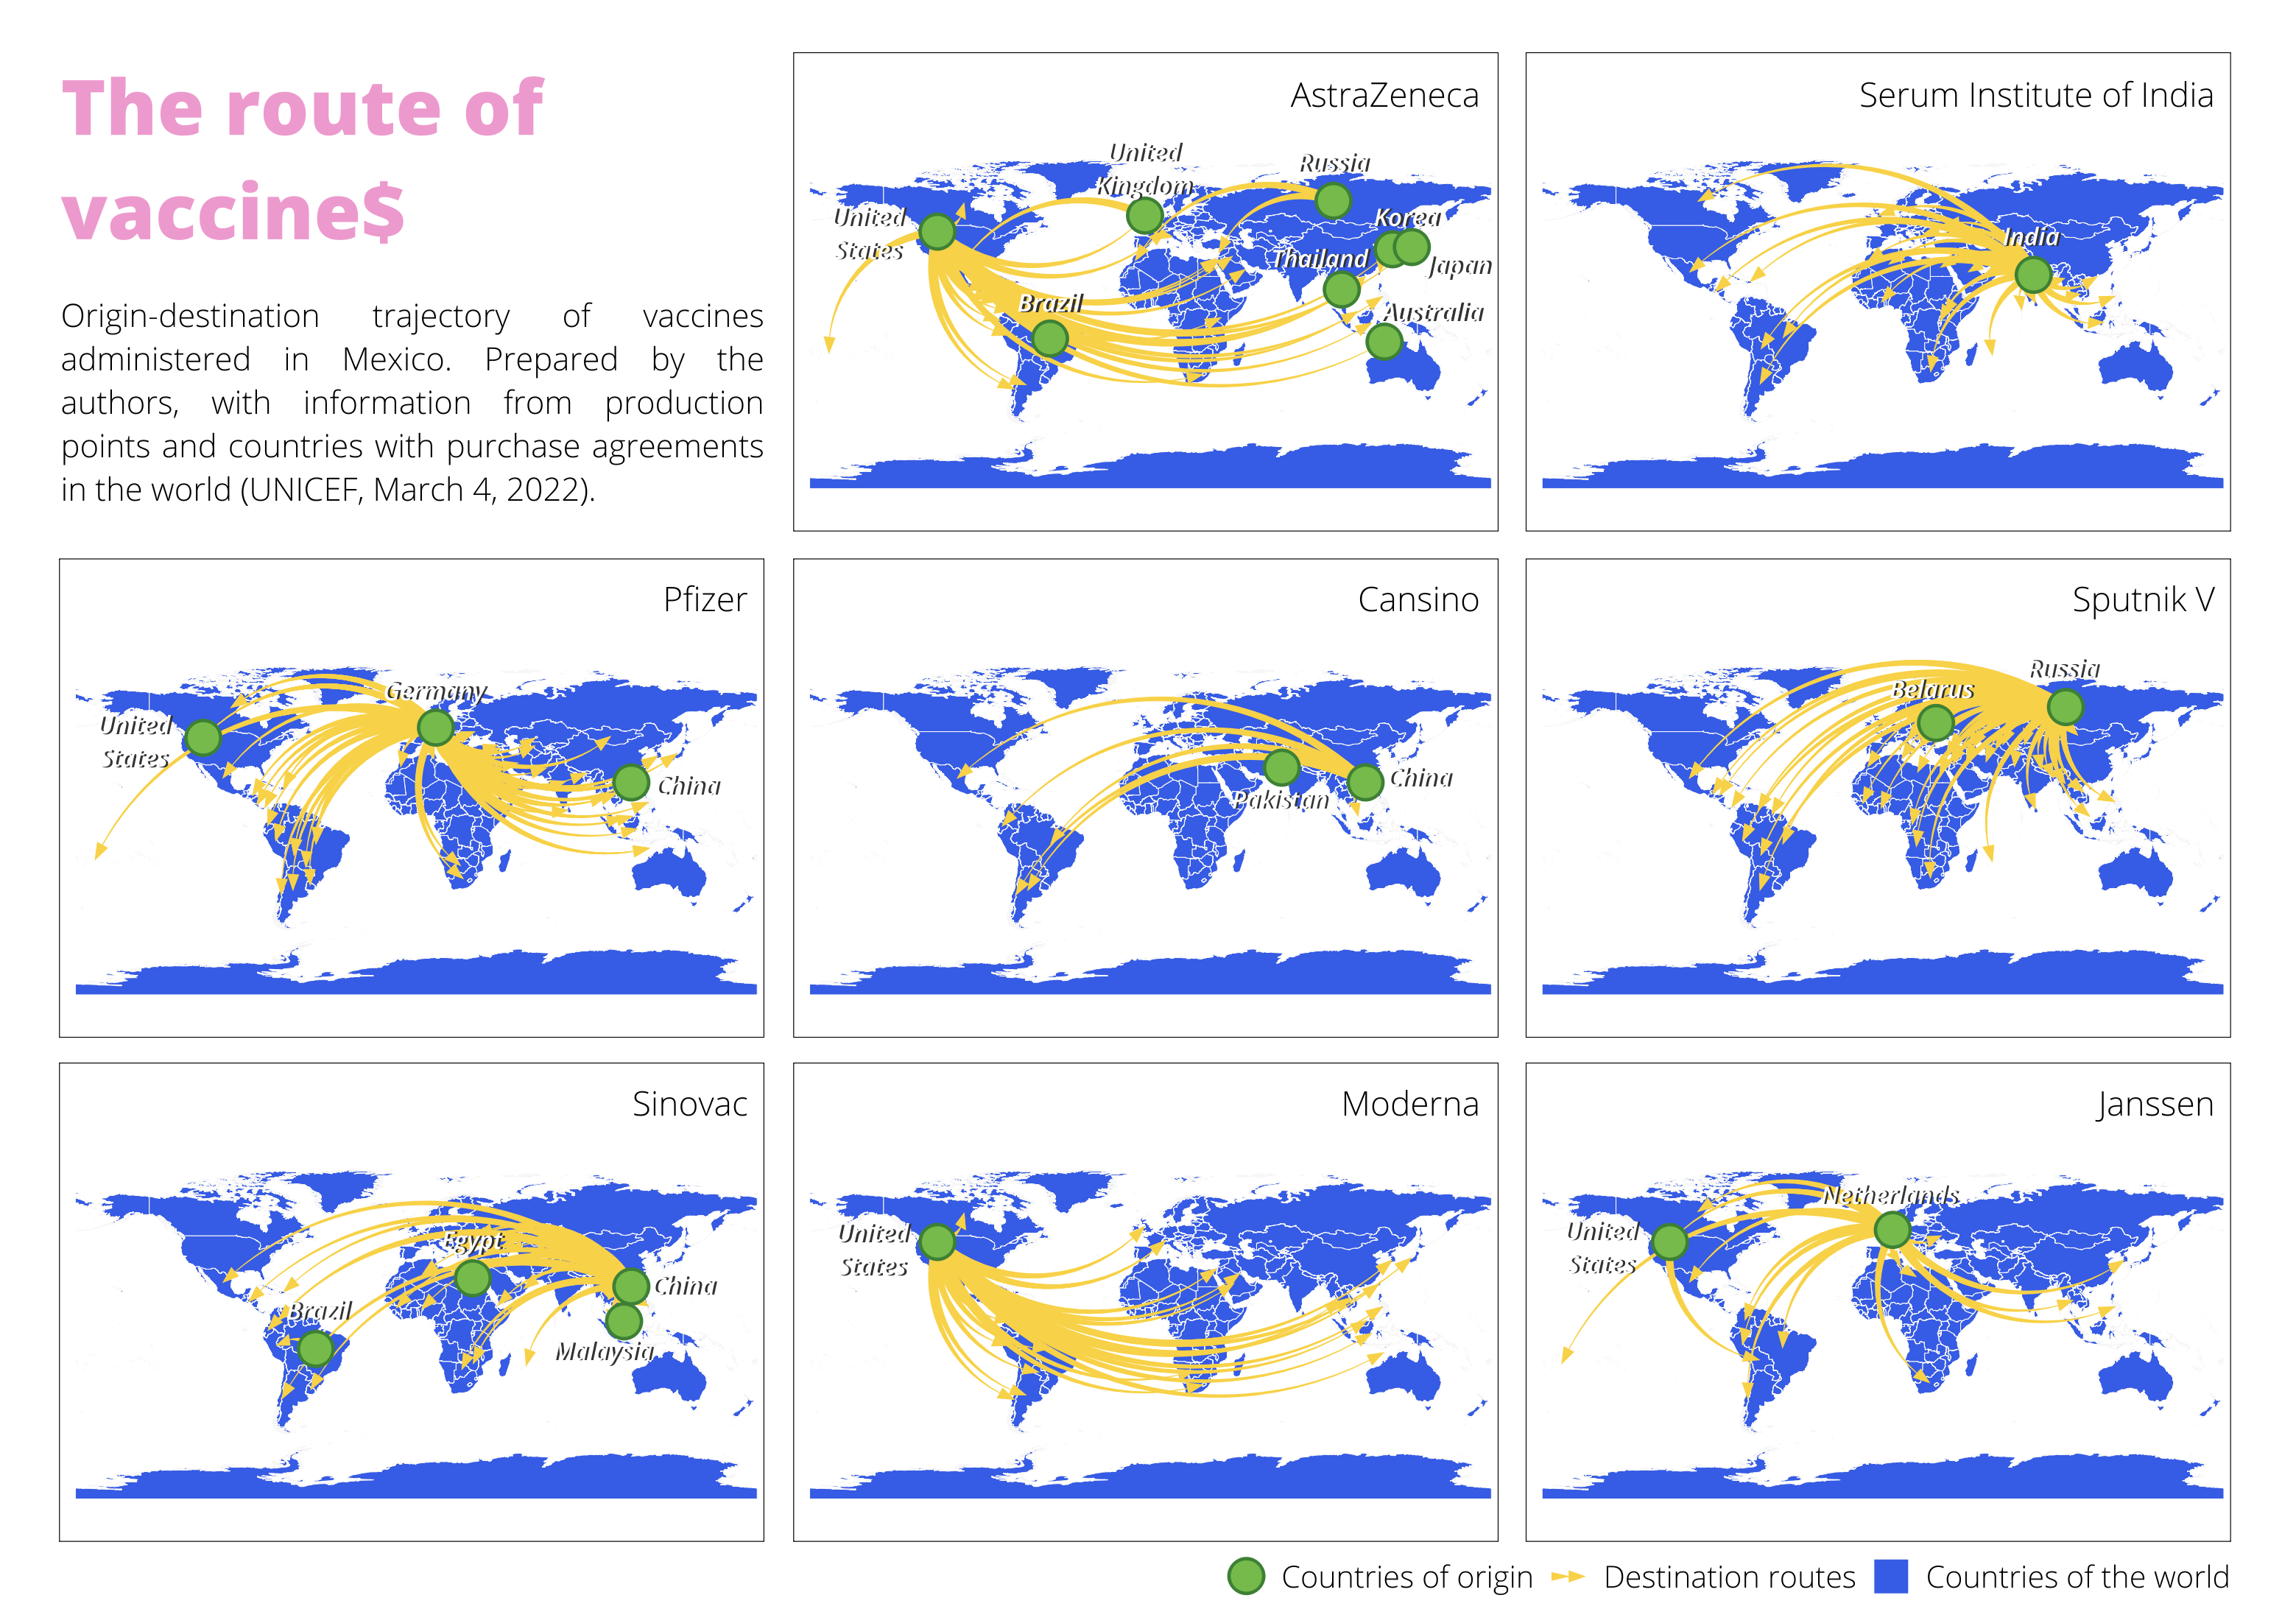 The route of
vaccine$
Origin-destination trajectory of vaccines
administered in Mexico. Prepared by the
authors, with information from production
points and countries with purchase agreements
in the world (UNICEF, March 4, 2022).
AstraZeneca
United
Kingdom
Russia
United
States
Korea
Thailand
Japan
Brazil
Australia
Serum Institute of India
India
Pfizer
Germany
United
States
China
Cansino
China
Pakistan
Sputnik V
Russia
Belarus
Sinovac
Egypt
China
Brazil
Malaysia
Moderna
United
States
Janssen
Netherlands
United
States
Countries of origin
Destination routes
Countries of the world